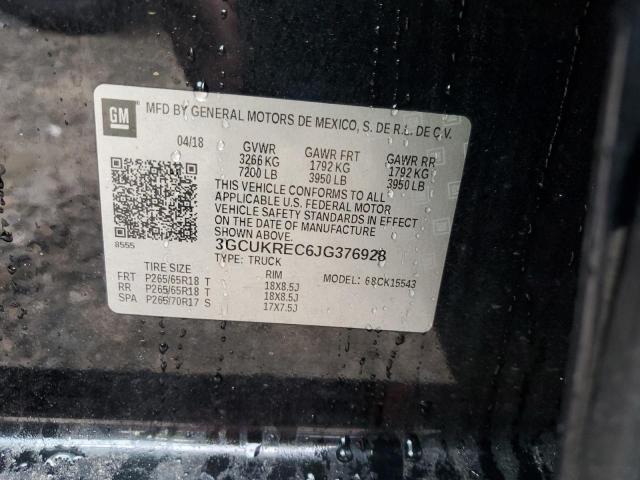 GM
MFD BY GENERAL MOTORS DE MEXICO, S. DE R.L. DE C.V.
04/18 GVWR GAWR FRT GAWR RR
3266 KG 1792 KG 1792 KG
7200 LB 3950 LB 3950 LB
THIS VEHICLE CONFORMS TO ALL
APPLICABLE U.S. FEDERAL MOTOR
VEHICLE SAFETY STANDARDS IN EFFECT
ON THE DATE OF MANUFACTURE
SHOWN ABOVE.
8555 3GCUKREC6JG376928
TYPE: TRUCK
TIRE SIZE RIM MODEL:
FRT P265/65R18 T 18X8.5J
RR P265/65R18 T 18X8.5J
SPA P265/70R17 S 17X7.5J